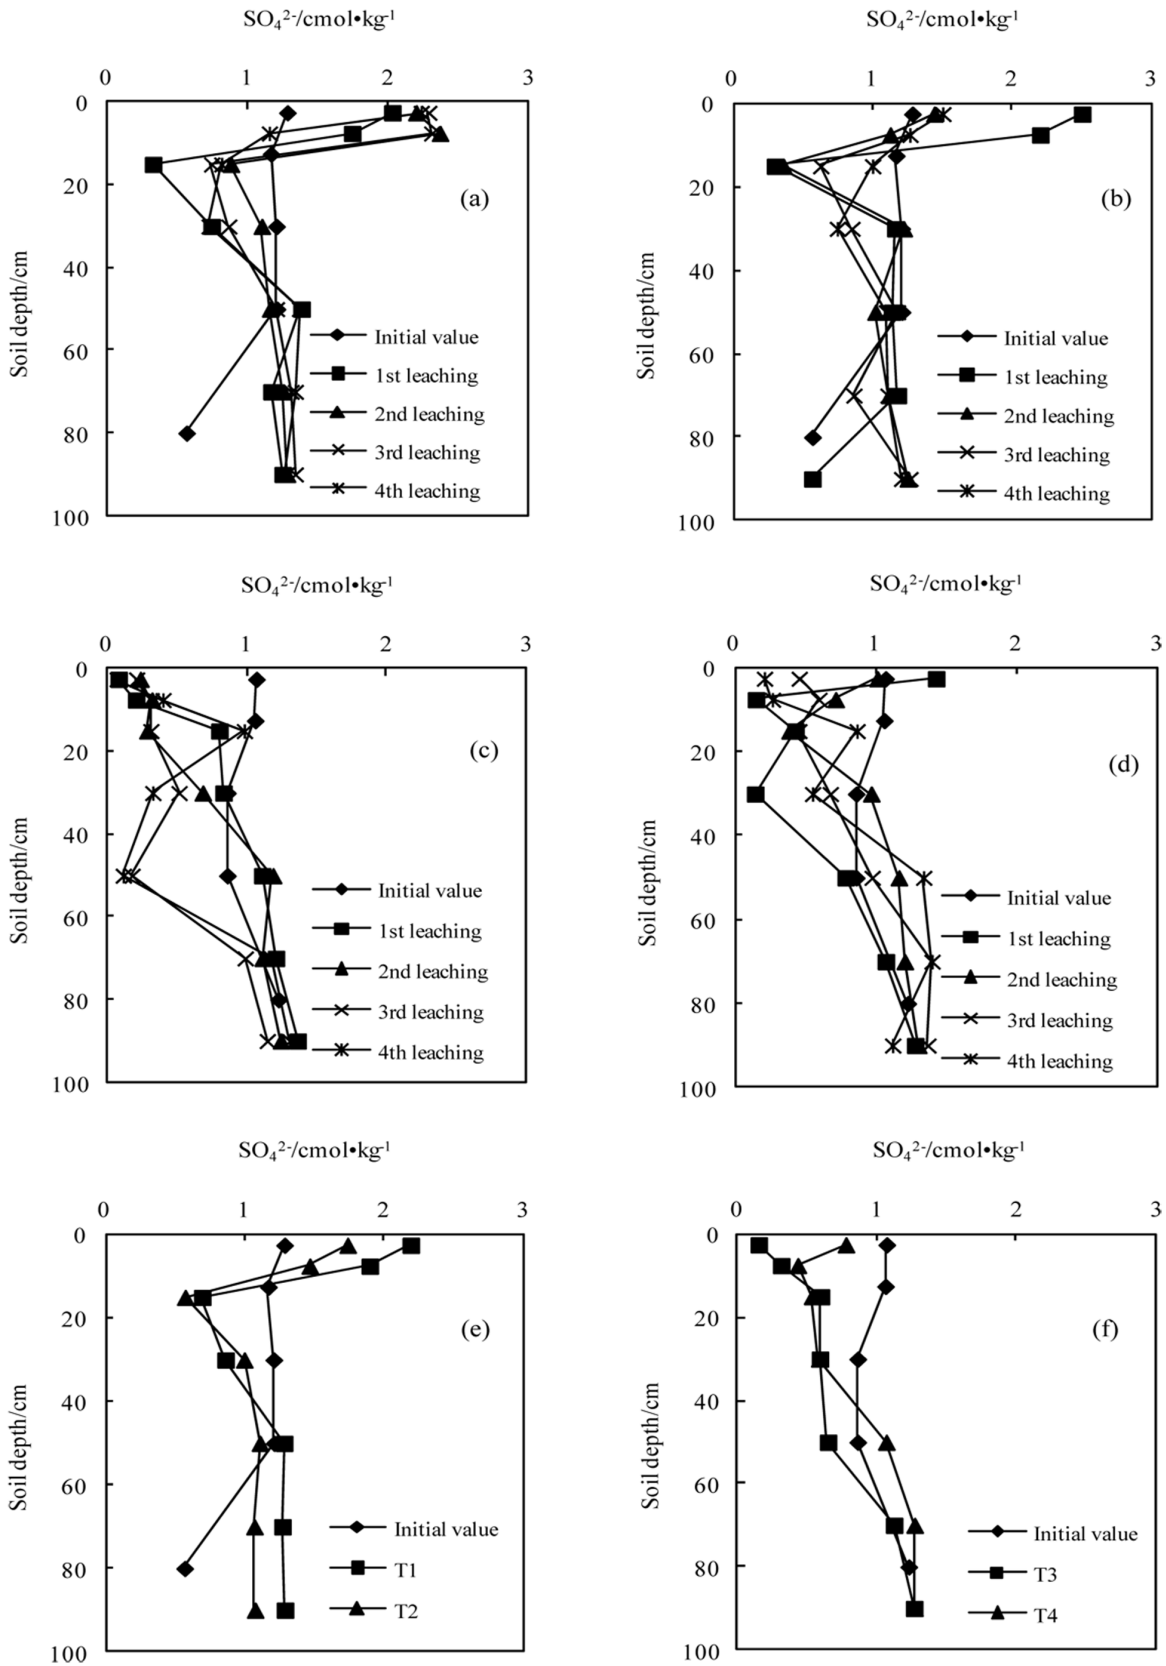 SO₄²⁻/cmol•kg⁻¹
0 1 2 3
0
20
40
60
80
100
Soil depth/cm
(a)
Initial value
1st leaching
2nd leaching
3rd leaching
4th leaching
SO₄²⁻/cmol•kg⁻¹
0 1 2 3
0
20
40
60
80
100
Soil depth/cm
(b)
Initial value
1st leaching
2nd leaching
3rd leaching
4th leaching
SO₄²⁻/cmol•kg⁻¹
0 1 2 3
0
20
40
60
80
100
Soil depth/cm
(c)
Initial value
1st leaching
2nd leaching
3rd leaching
4th leaching
SO₄²⁻/cmol•kg⁻¹
0 1 2 3
0
20
40
60
80
100
Soil depth/cm
(d)
Initial value
1st leaching
2nd leaching
3rd leaching
4th leaching
SO₄²⁻/cmol•kg⁻¹
0 1 2 3
0
20
40
60
80
100
Soil depth/cm
(e)
Initial value
T1
T2
SO₄²⁻/cmol•kg⁻¹
0 1 2 3
0
20
40
60
80
100
Soil depth/cm
(f)
Initial value
T3
T4